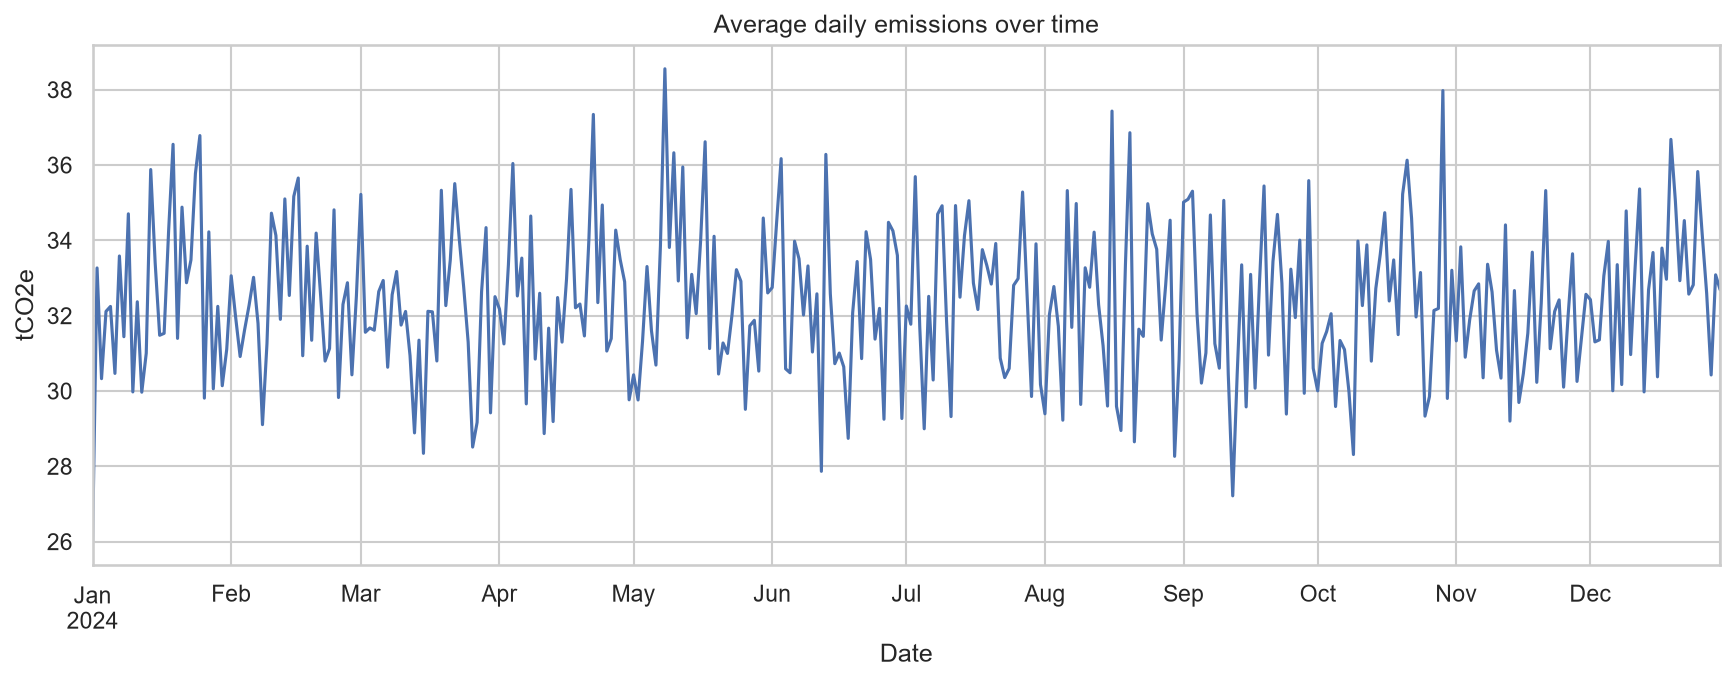 Average daily emissions over time
tCO2e
38
36
34
32
30
28
26
Jan Feb Mar Apr May Jun Jul Aug Sep Oct Nov Dec
2024
Date